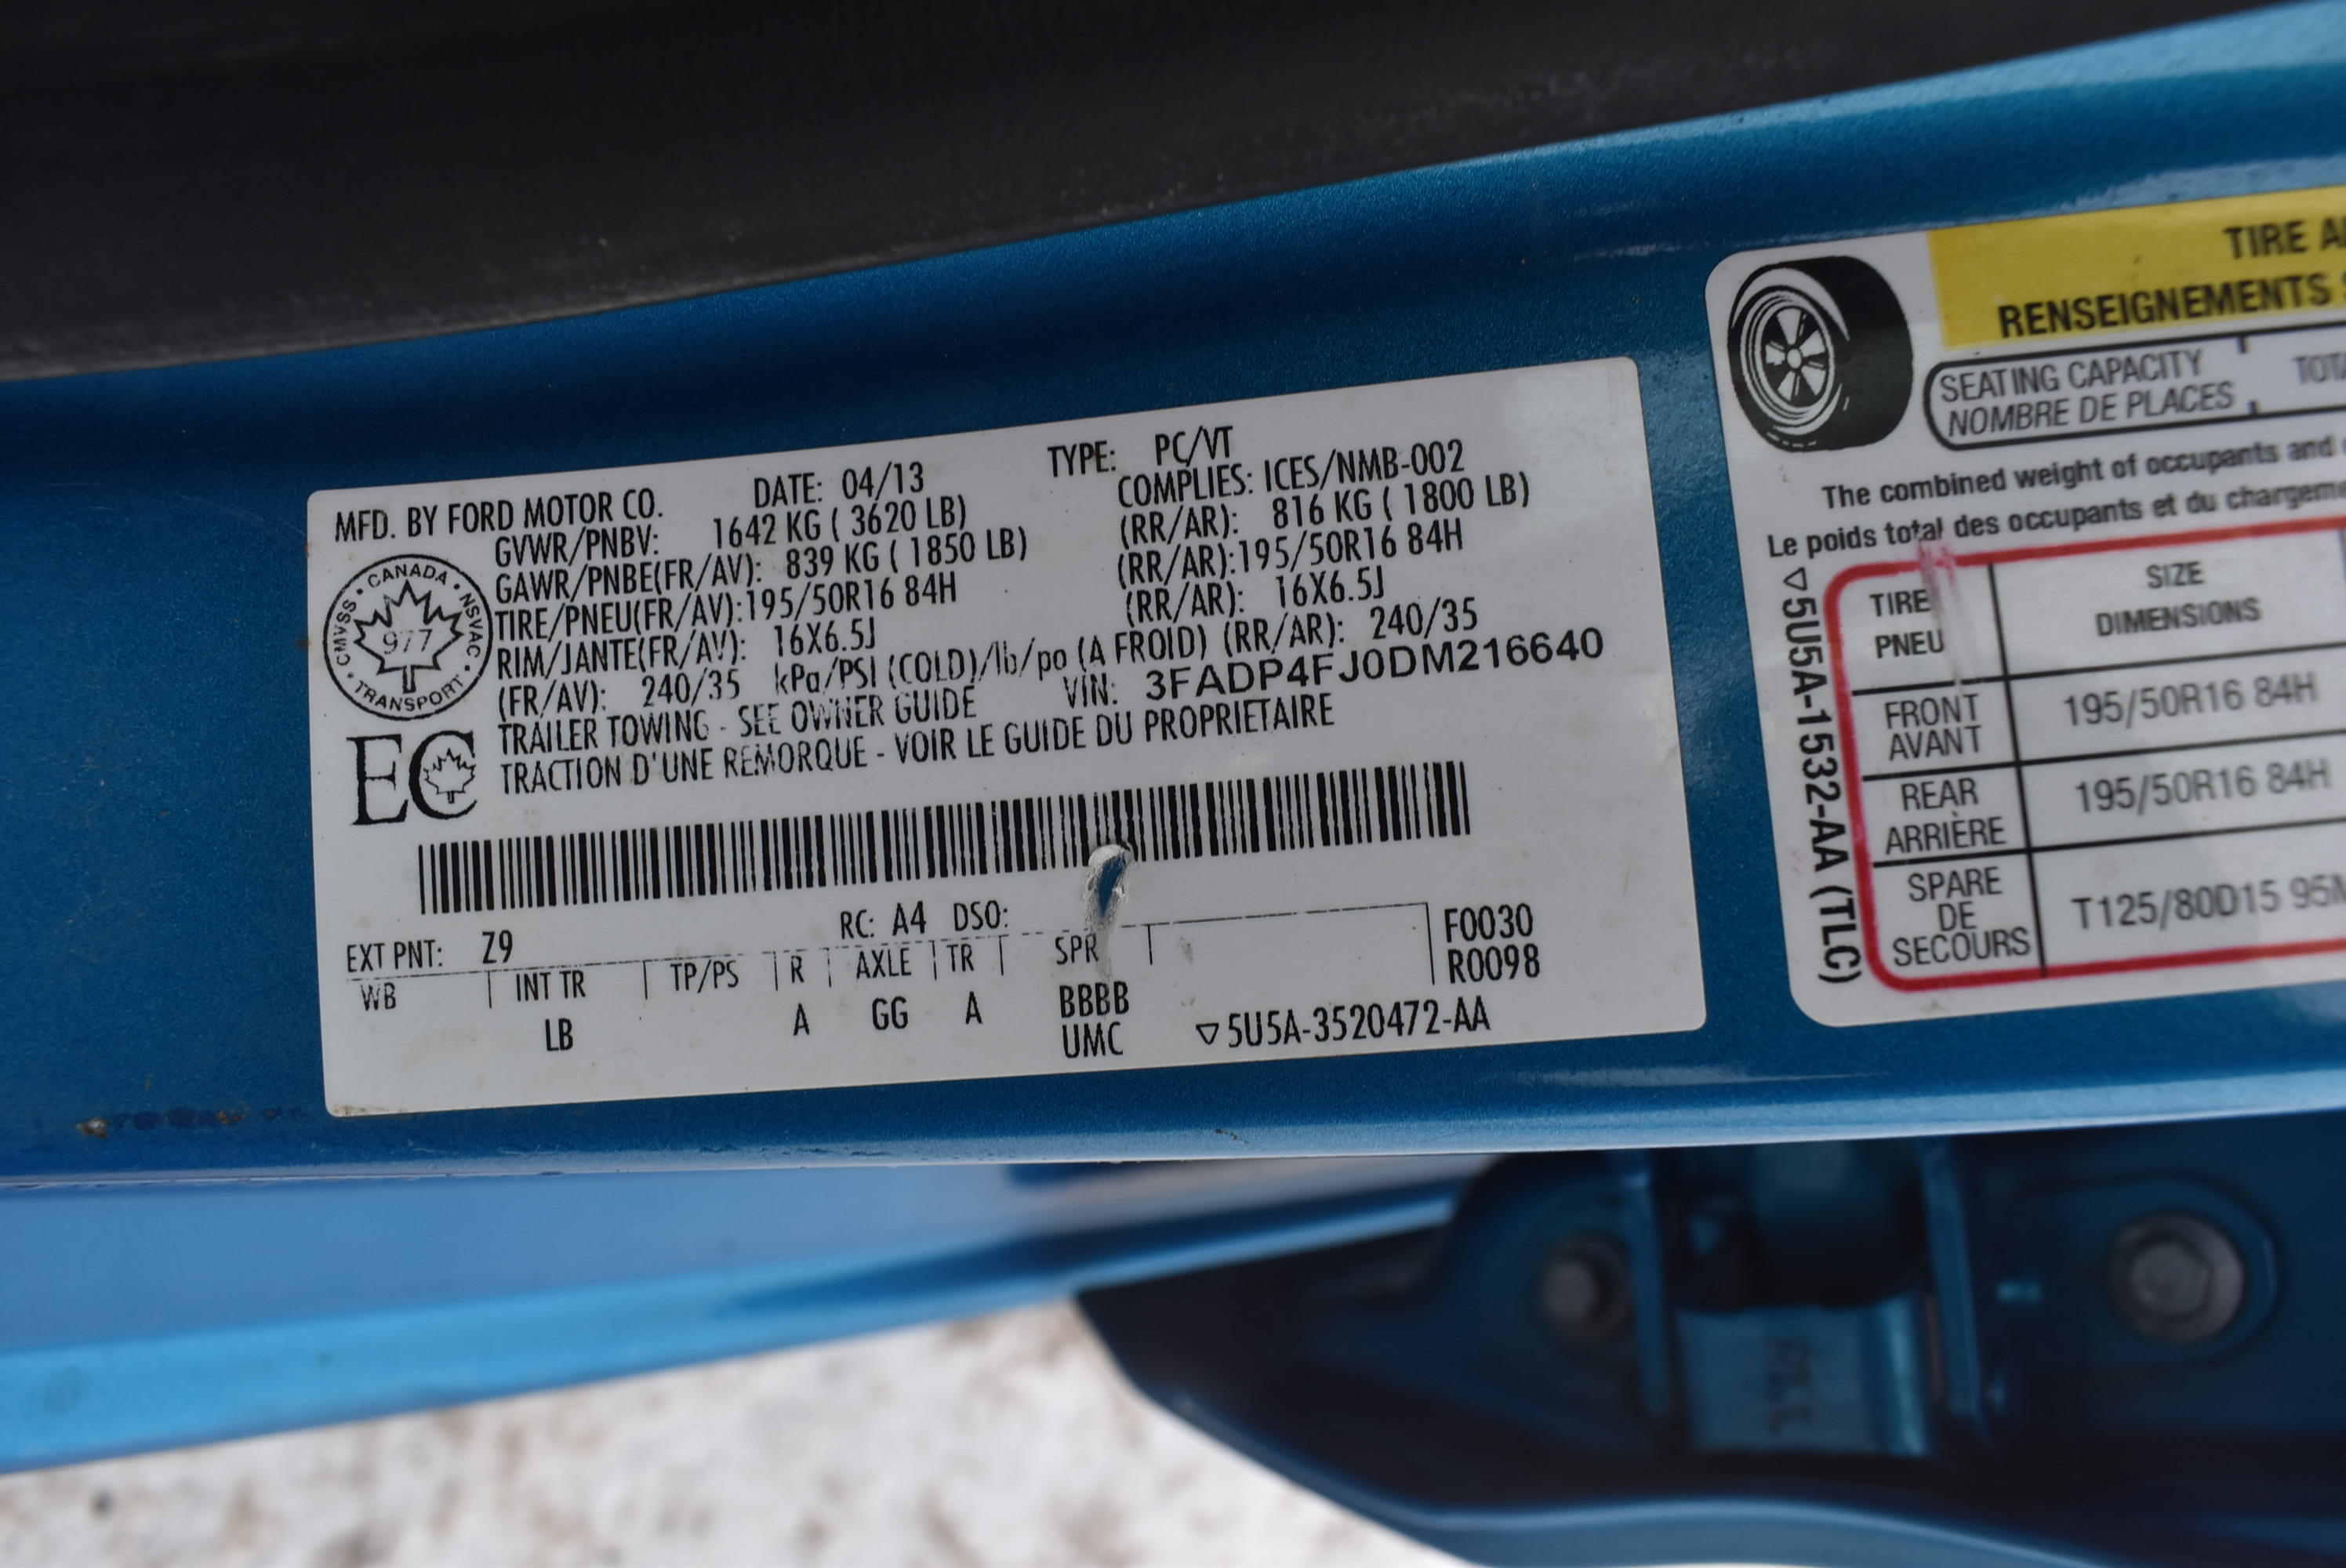 MFD. BY FORD MOTOR CO. DATE: 04/13 TYPE: PC/VT
GVWR/PNBV: 1642 KG ( 3620 LB) COMPLIES: ICES/NMB-002
GAWR/PNBE(FR/AV): 839 KG ( 1850 LB) (RR/AR): 816 KG ( 1800 LB)
TIRE/PNEU(FR/AV):195/50R16 84H (RR/AR):195/50R16 84H
RIM/JANTE(FR/AV): 16X6.5J (RR/AR): 16X6.5J
(FR/AV): 240/35 kPa/PSI (COLD)/lb/po (A FROID) (RR/AR): 240/35
TRAILER TOWING - SEE OWNER GUIDE VIN: 3FADP4FJ0DM216640
TRACTION D'UNE REMORQUE - VOIR LE GUIDE DU PROPRIETAIRE
CANADA
CMVSS
NSVAC
977
TRANSPORT
EC
EXT PNT: Z9 RC: A4 DSO:
WB INT TR TP/PS R AXLE TR SPR F0030
R0098
LB A GG A BBBB
UMC ▽5U5A-3520472-AA
TIRE
RENSEIGNEMENTS
SEATING CAPACITY
NOMBRE DE PLACES
The combined weight of occupants and
Le poids total des occupants et du
▽5U5A-1532-AA (TLC)
TIRE SIZE
PNEU DIMENSIONS
FRONT 195/50R16 84H
AVANT
REAR 195/50R16 84H
ARRIÈRE
SPARE
DE T125/80D15 95M
SECOURS